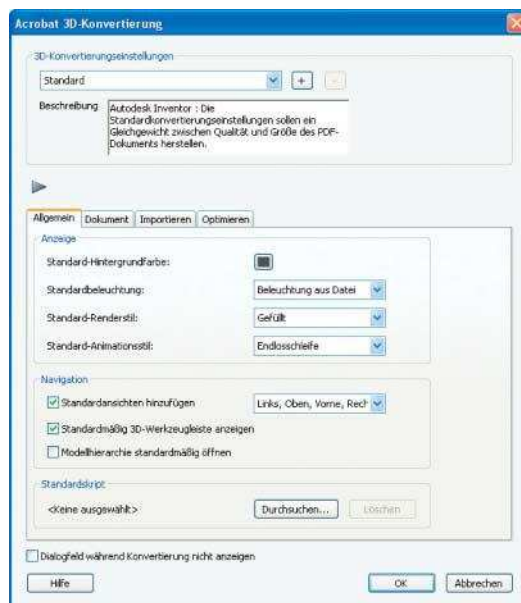 Acrobat 3D-Konvertierung
3D-Konvertierungseinstellungen
Standard
Beschreibung
Autodesk Inventor : Die
Standardkonvertierungseinstellungen sollen ein
Gleichgewicht zwischen Qualität und Größe des PDF-
Dokuments herstellen.
Allgemein Dokument Importieren Optimieren
Anzeige
Standard-Hintergrundfarbe:
Standardbeleuchtung: Beleuchtung aus Datei
Standard-Renderstil: Gefüllt
Standard-Animationsstil: Endlosschleife
Navigation
Standardansichten hinzufügen Links, Oben, Vorne, Rech
Standardmäßig 3D-Werkzeugleiste anzeigen
Modellhierarchie standardmäßig öffnen
Standardskript
<Keine ausgewählt> Durchsuchen... Löschen
Dialogfeld während Konvertierung nicht anzeigen
Hilfe OK Abbrechen